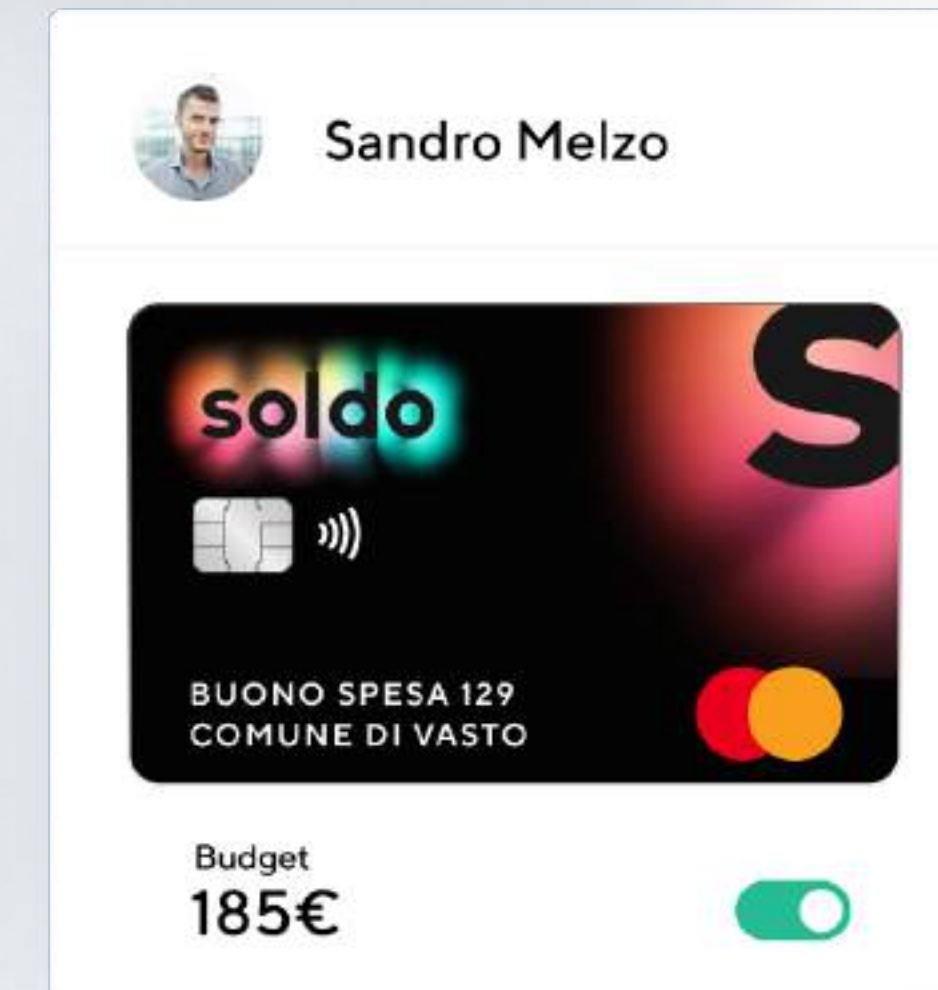 Sandro Melzo
soldo
S
BUONO SPESA 129
COMUNE DI VASTO
Budget
185€